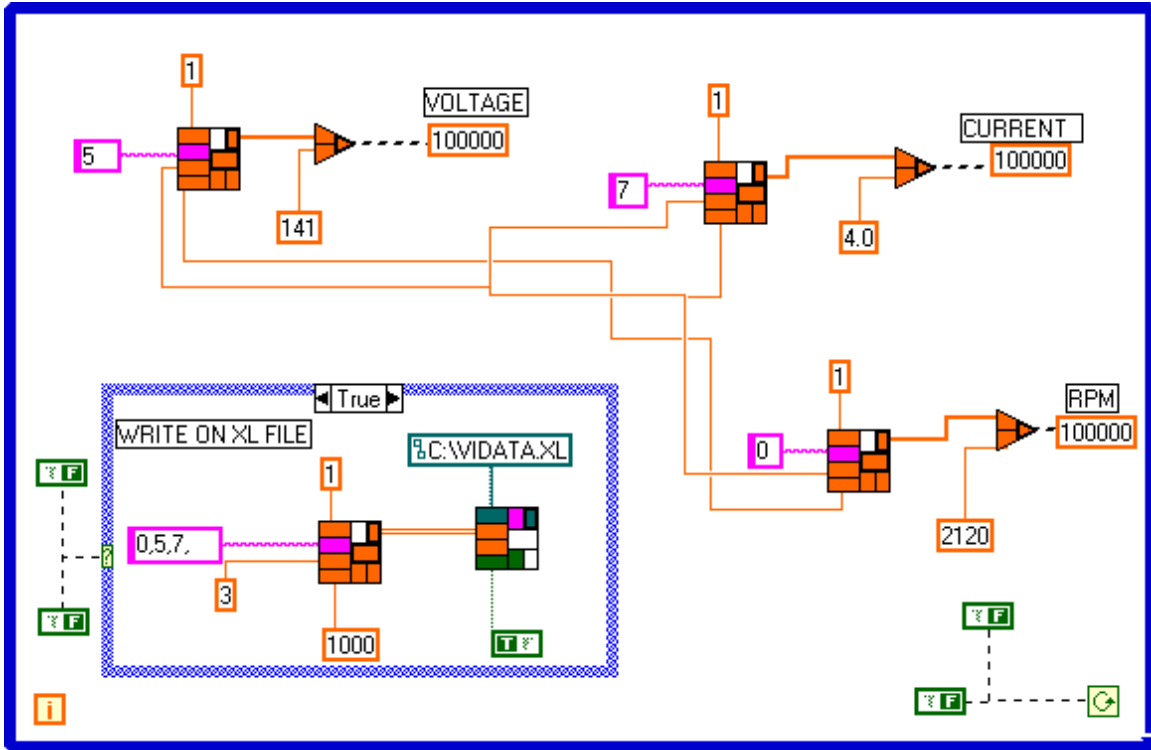 1
VOLTAGE
100000
5
141
1
CURRENT
100000
7
4.0
True
WRITE ON XL FILE
C:\VIDATA.XL
1
0,5,7,
3
1000
T
F
F
?
i
1
RPM
100000
0
2120
F
F